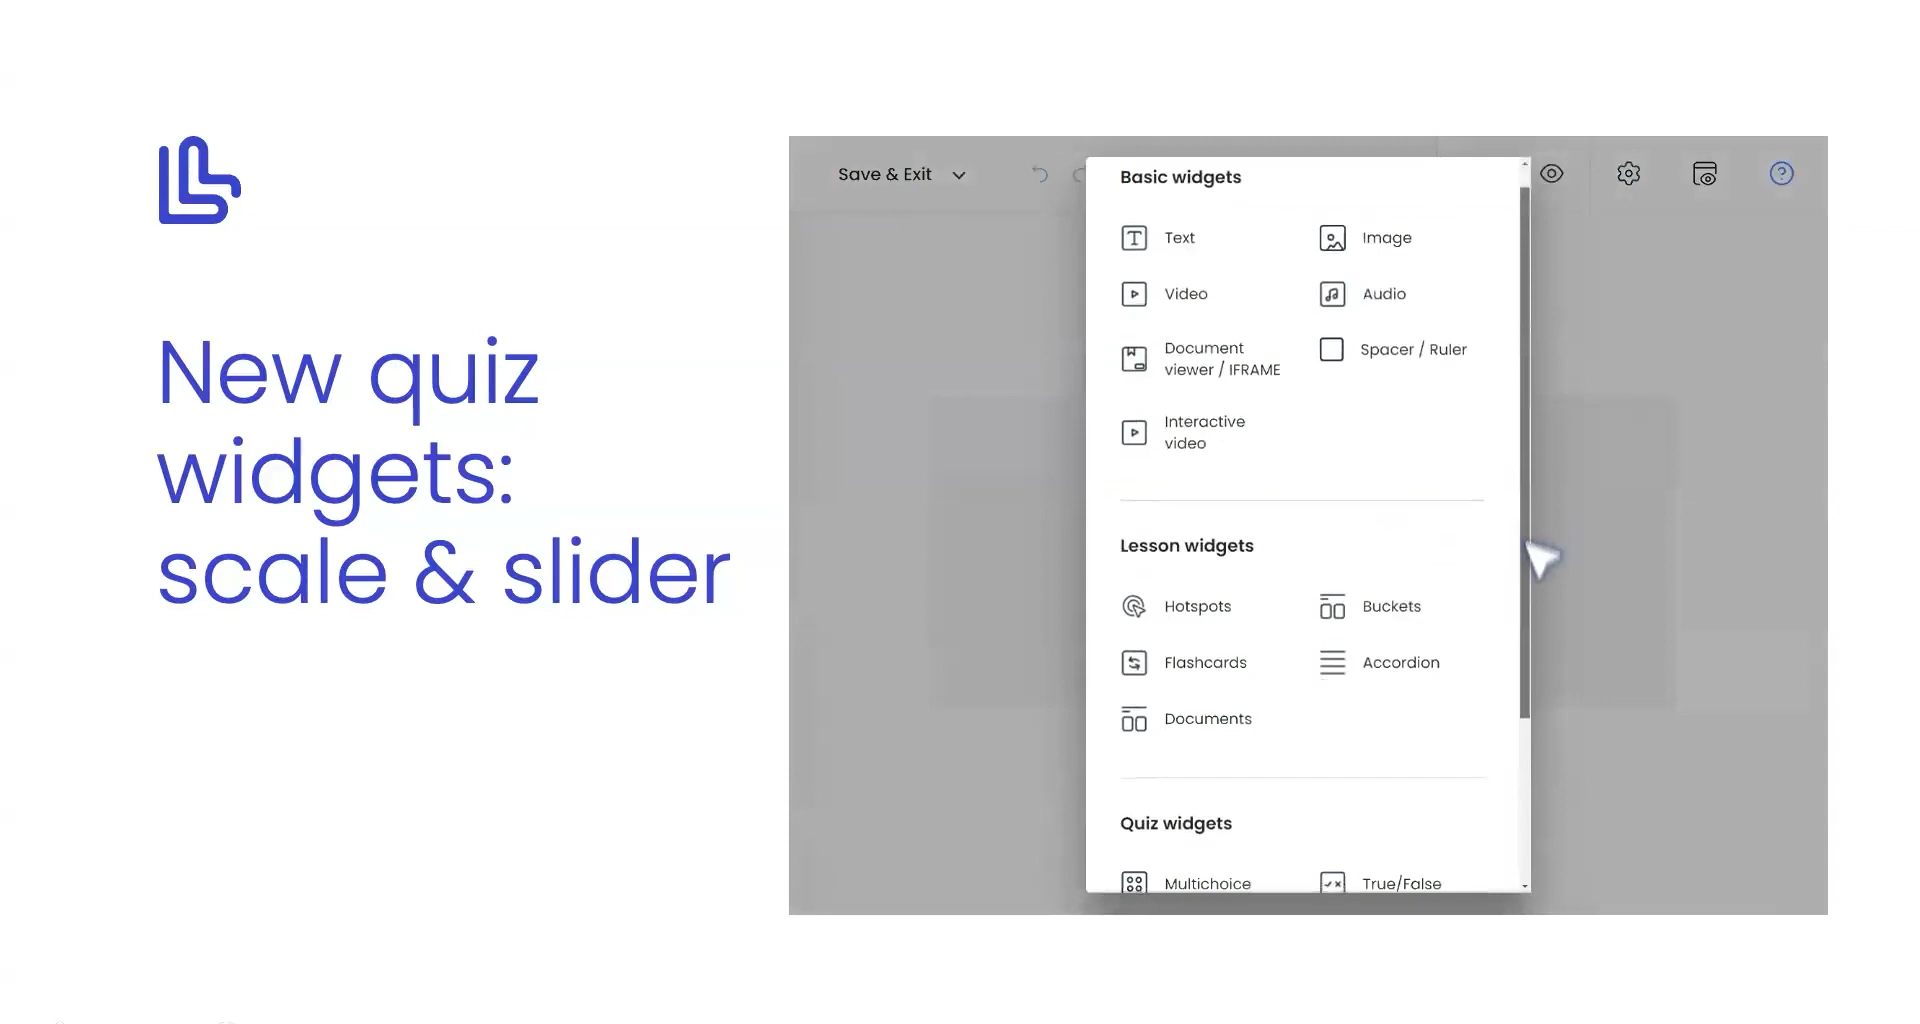 New quiz
widgets:
scale & slider
Save & Exit
Basic widgets
Text
Image
Video
Audio
Document
viewer / IFRAME
Spacer / Ruler
Interactive
video
Lesson widgets
Hotspots
Buckets
Flashcards
Accordion
Documents
Quiz widgets
Multichoice
True/False